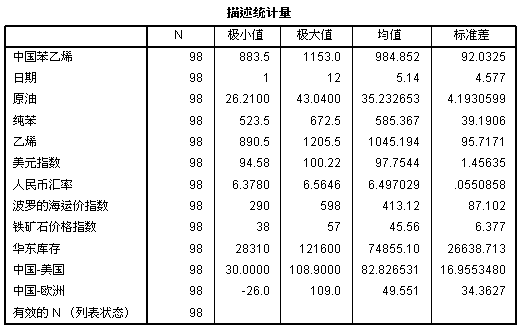 描述统计量
N 极小值 极大值 均值 标准差
中国苯乙烯 98 883.5 1153.0 984.852 92.0325
日期 98 1 12 5.14 4.577
原油 98 26.2100 43.0400 35.232653 4.1930599
纯苯 98 523.5 672.5 585.367 39.1906
乙烯 98 890.5 1205.5 1045.194 95.7171
美元指数 98 94.58 100.22 97.7544 1.45635
人民币汇率 98 6.3780 6.5646 6.497029 .0550858
波罗的海运价指数 98 290 598 413.12 87.102
铁矿石价格指数 98 38 57 45.56 6.377
华东库存 98 28310 121600 74855.10 26638.713
中国-美国 98 30.0000 108.9000 82.826531 16.9553480
中国-欧洲 98 -26.0 109.0 49.551 34.3627
有效的 N （列表状态） 98